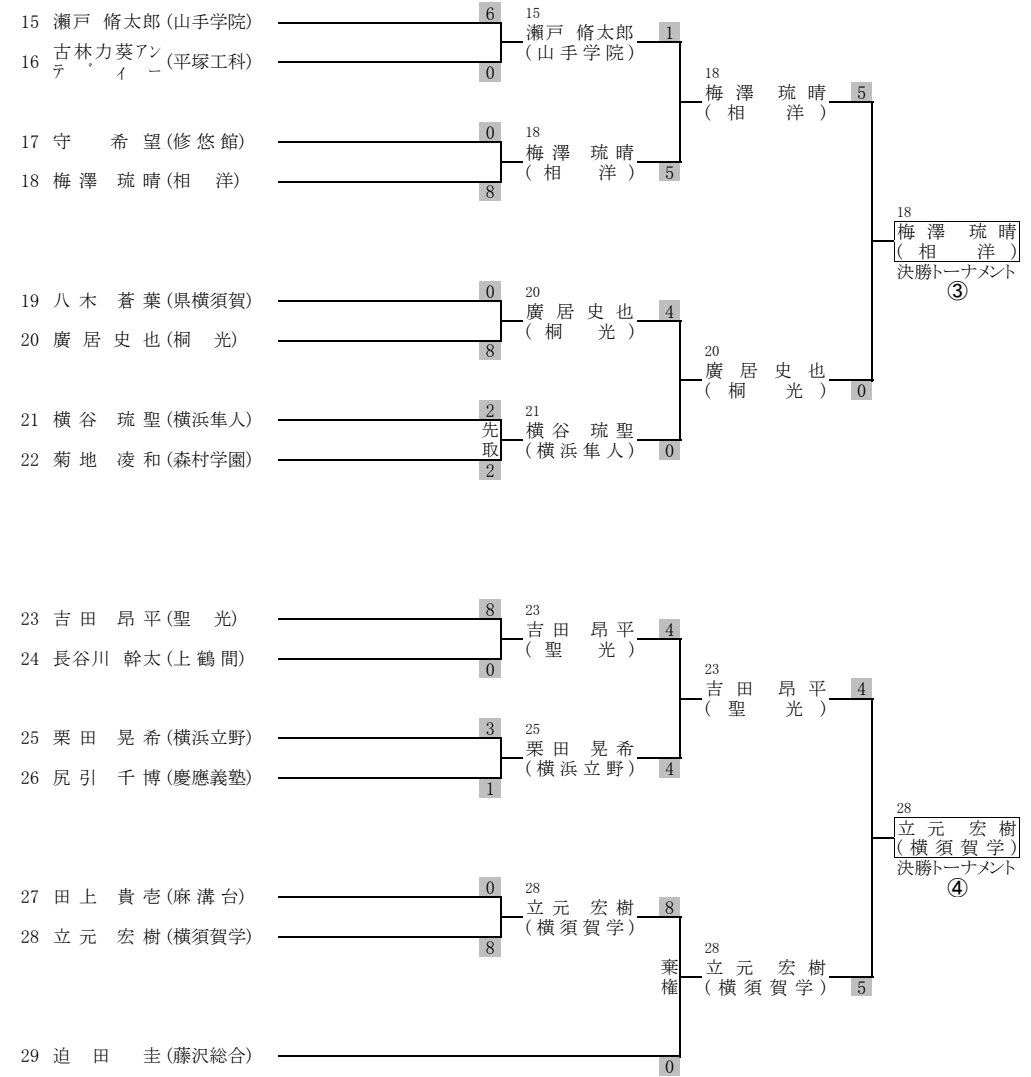 15 瀬戸 脩太郎 (山手学院) 6
16 古林力葵アンディー (平塚工科) 0
15
瀬戸 脩太郎 1
(山手学院)
17 守 希望 (修悠館) 0
18 梅澤 琉晴 (相 洋) 8
18
梅澤 琉晴 5
(相 洋)
18
梅澤 琉晴 5
(相 洋)
19 八木 蒼葉 (県横須賀) 0
20 廣居史也 (桐 光) 8
20
廣居史也 4
(桐 光)
21 横谷 琉聖 (横浜隼人) 2
先取
22 菊地 凌和 (森村学園) 2
21
横谷 琉聖
(横浜隼人) 0
20
廣居史也
(桐 光) 0
18
梅澤 琉晴
(相 洋)
決勝トーナメント
③
23 吉田 昂平 (聖 光) 8
24 長谷川 幹太 (上鶴間) 0
23
吉田 昂平 4
(聖 光)
25 栗田 晃希 (横浜立野) 3
26 尻引 千博 (慶應義塾) 1
25
栗田 晃希
(横浜立野) 4
23
吉田 昂平 4
(聖 光)
27 田上 貴壱 (麻溝台) 0
28 立元 宏樹 (横須賀学) 8
28
立元 宏樹 8
(横須賀学)
棄権
29 迫田 圭 (藤沢総合) 0
28
立元 宏樹
(横須賀学) 5
28
立元 宏樹
(横須賀学)
決勝トーナメント
④